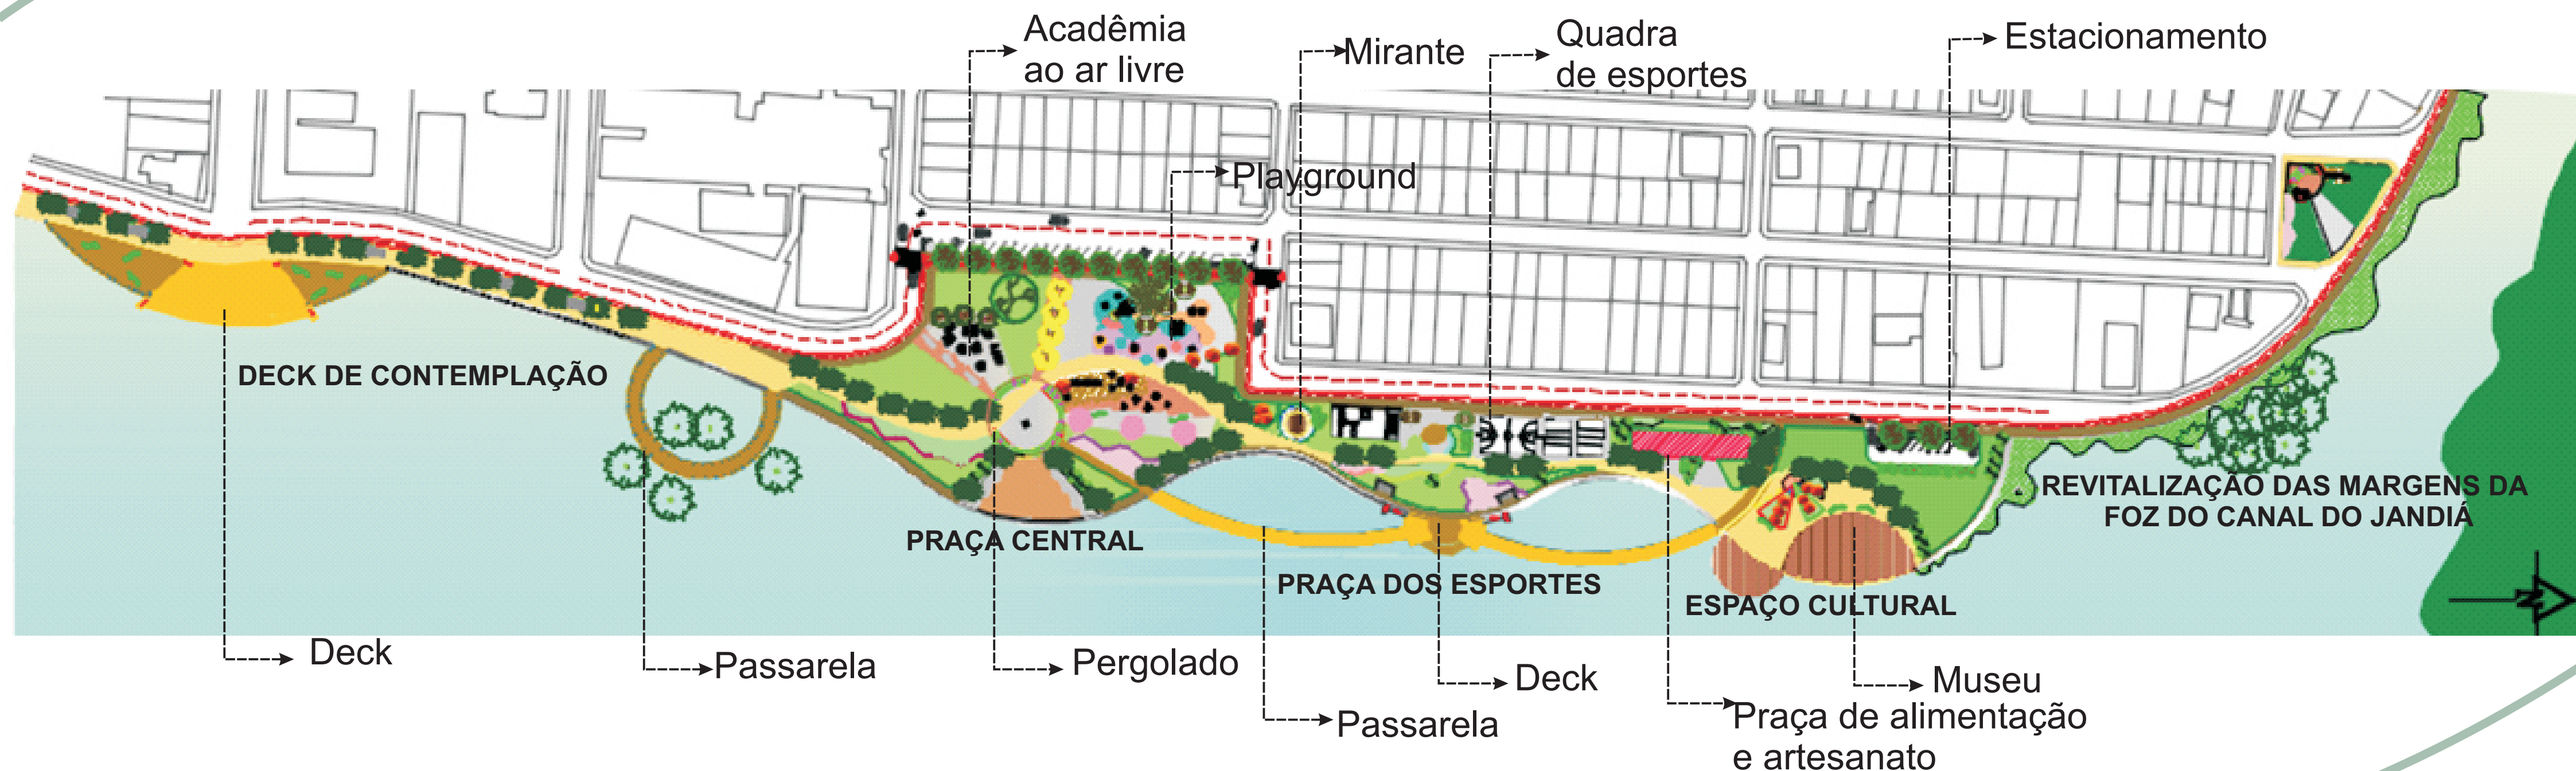 Acadêmia
ao ar livre
Mirante
Quadra
de esportes
Estacionamento
Playground
DECK DE CONTEMPLAÇÃO
PRAÇA CENTRAL
PRAÇA DOS ESPORTES
ESPAÇO CULTURAL
REVITALIZAÇÃO DAS MARGENS DA
FOZ DO CANAL DO JANDIÁ
N
Deck
Passarela
Pergolado
Passarela
Deck
Museu
Praça de alimentação
e artesanato